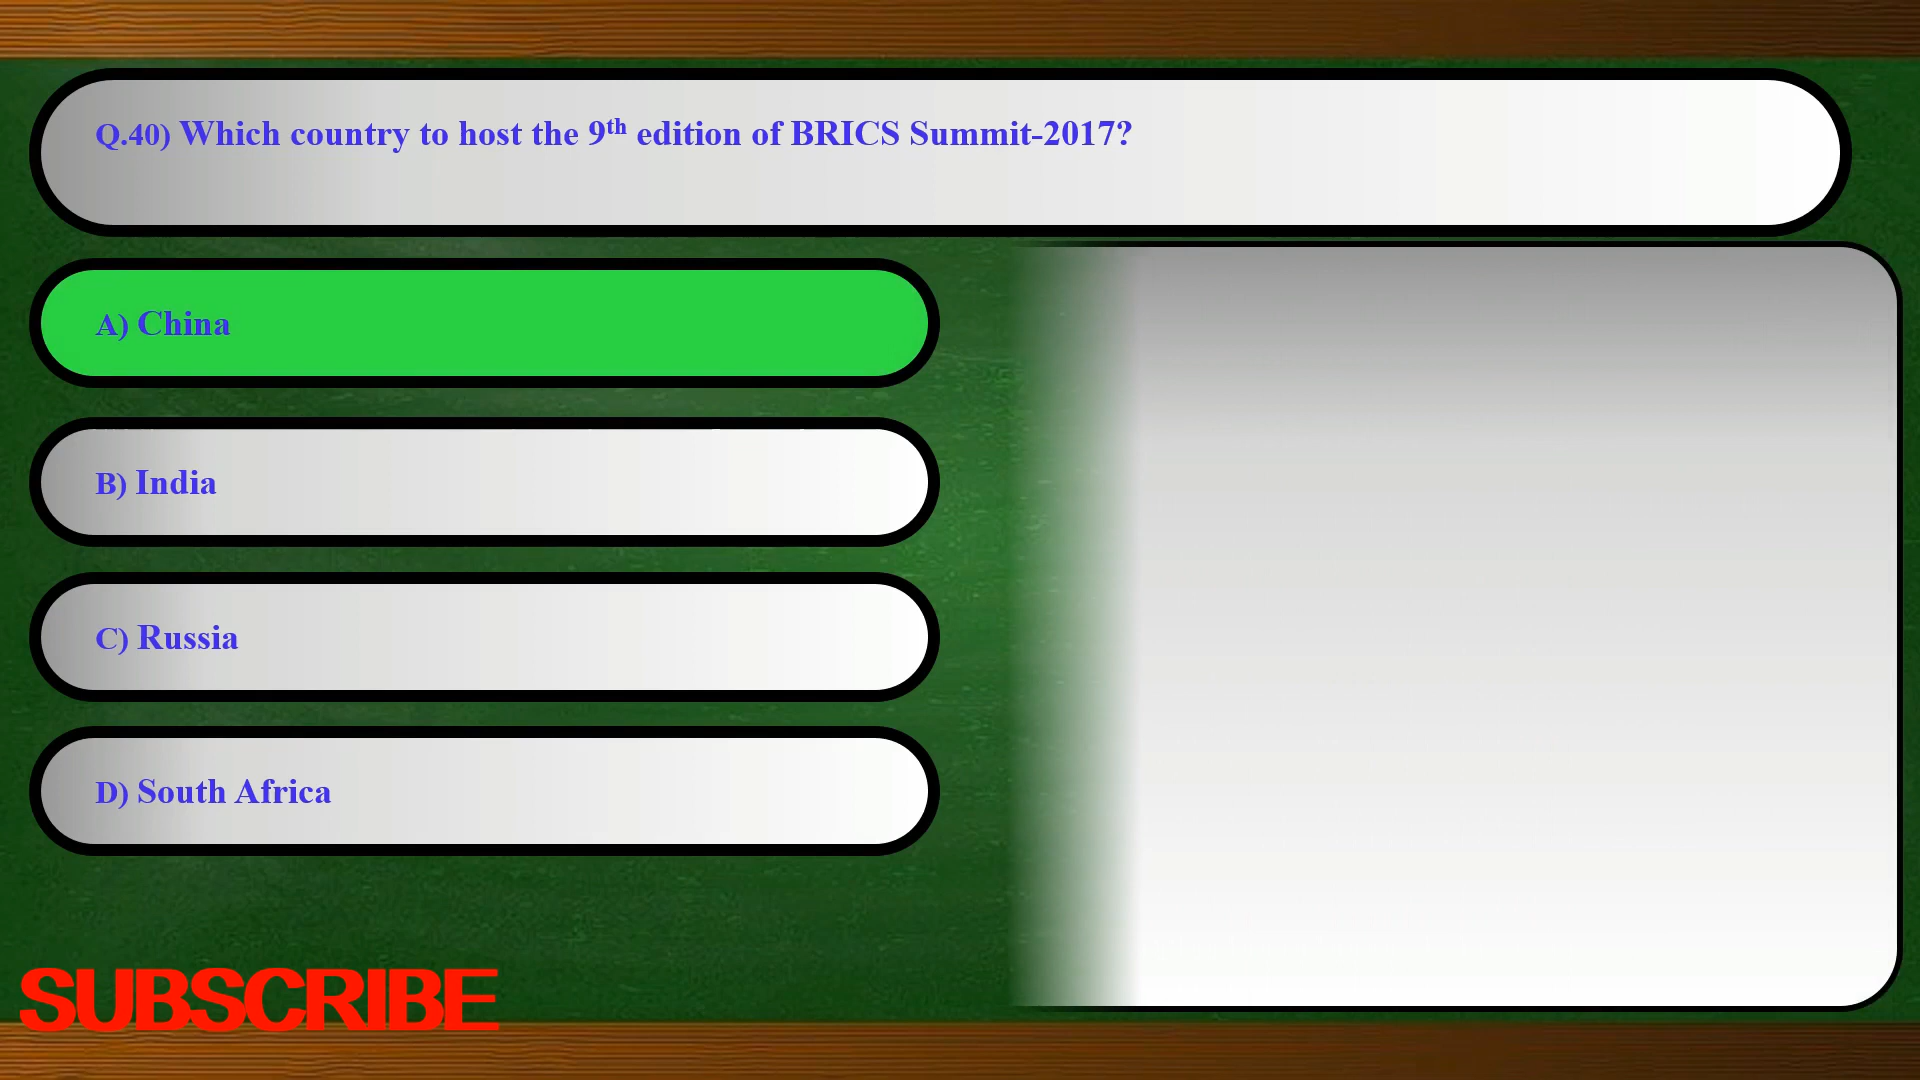 Q.40) Which country to host the 9th edition of BRICS Summit-2017?
A) China
B) India
C) Russia
D) South Africa
SUBSCRIBE